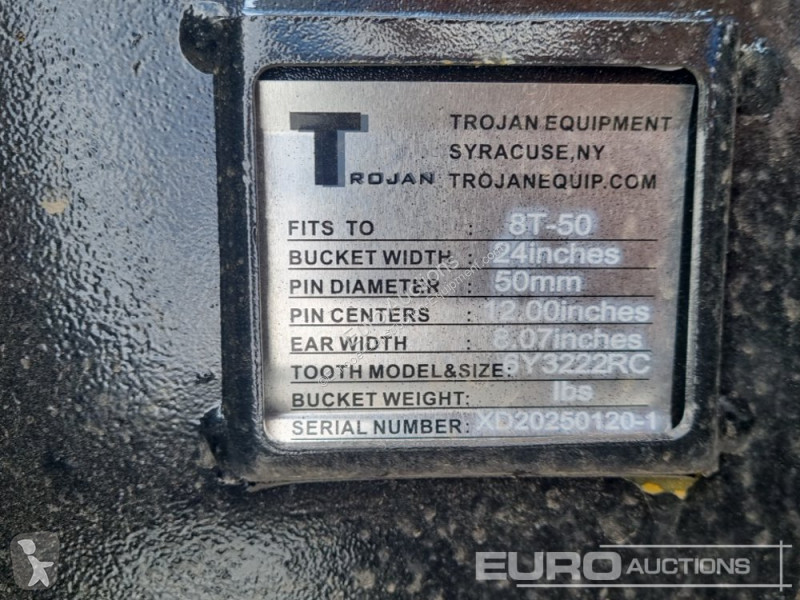 T
ROJAN
TROJAN EQUIPMENT
SYRACUSE,NY
TROJANEQUIP.COM
FITS TO : 8T-50
BUCKET WIDTH : 24inches
PIN DIAMETER : 50mm
PIN CENTERS : 12.00inches
EAR WIDTH : 8.07inches
TOOTH MODEL&SIZE:
BUCKET WEIGHT: lbs
SERIAL NUMBER: XD20250120-1
EURO AUCTIONS